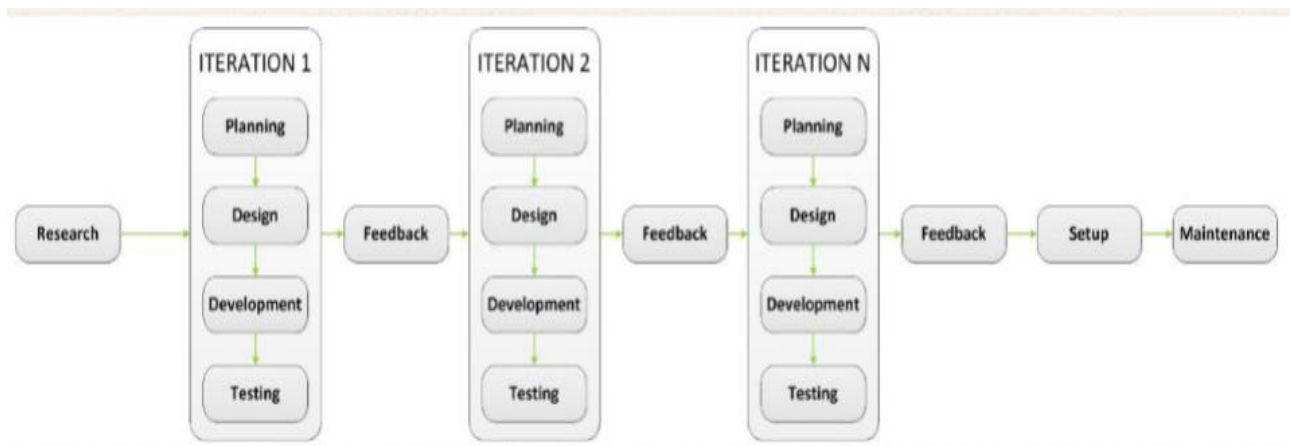 Research
ITERATION 1
Planning
Design
Development
Testing
Feedback
ITERATION 2
Planning
Design
Development
Testing
Feedback
ITERATION N
Planning
Design
Development
Testing
Feedback
Setup
Maintenance